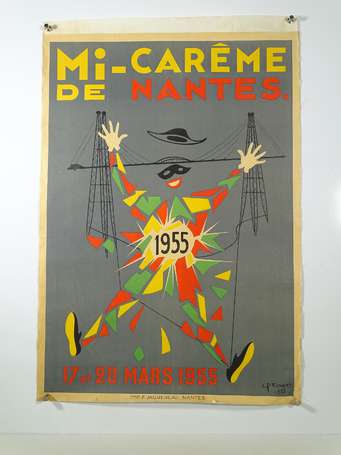 Mi-CARÊME
DE NANTES.
1955
17 ET 20 MARS 1955